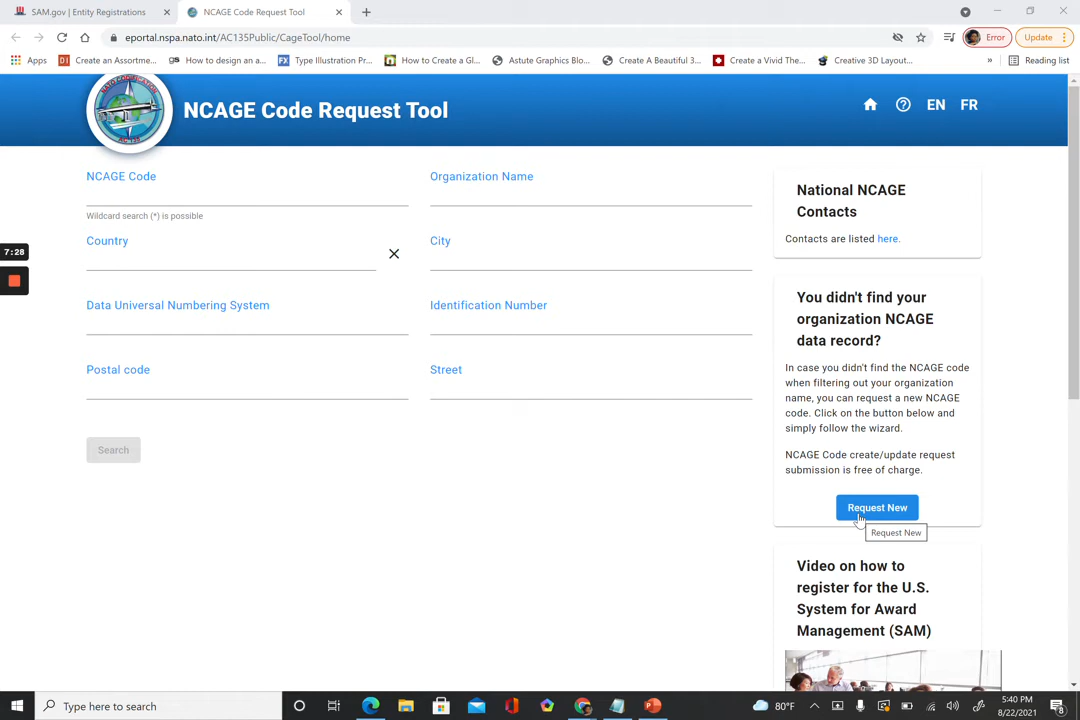 SAM.gov | Entity Registrations
NCAGE Code Request Tool
eportal.nspa.nato.int/AC135Public/CageTool/home
Error
Update
Apps
DI
Create an Assortme...
gs
How to design an a...
FX
Type Illustration Pr...
How to Create a Gl...
Astute Graphics Blo...
Create A Beautiful 3...
Create a Vivid The...
Creative 3D Layout...
»
Reading list
NATO CODIFICATION
AC/135
NCAGE Code Request Tool
EN
FR
NCAGE Code
Organization Name
Wildcard search (*) is possible
Country
City
Data Universal Numbering System
Identification Number
Postal code
Street
Search
7:28
National NCAGE
Contacts
Contacts are listed here.
You didn't find your
organization NCAGE
data record?
In case you didn't find the NCAGE code
when filtering out your organization
name, you can request a new NCAGE
code. Click on the button below and
simply follow the wizard.
NCAGE Code create/update request
submission is free of charge.
Request New
Request New
Video on how to
register for the U.S.
System for Award
Management (SAM)
Type here to search
80°F
5:40 PM
8/22/2021